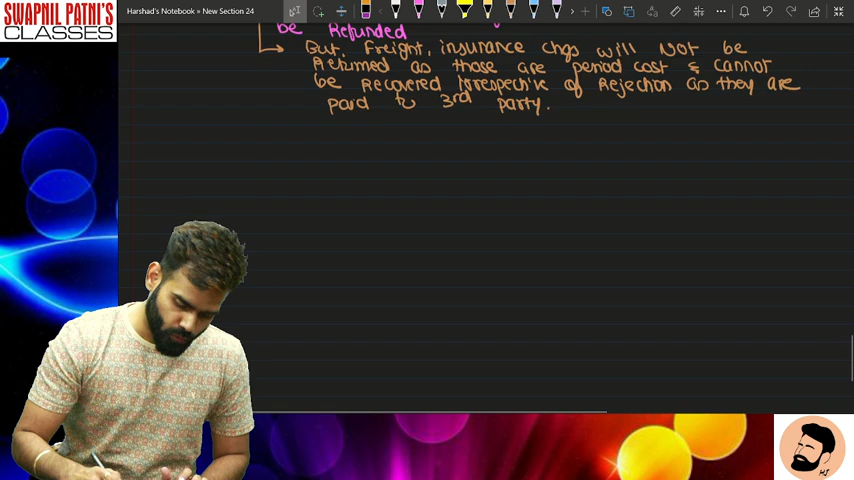 SWAPNIL PATNI'S
CLASSES
Harshad's Notebook » New Section 24
be Refunded
But, Freight, insurance chgs will Not be
Returned as those are period cost & cannot
be Recovered Irrespective of Rejection as they are
paid to 3rd party.
HJ